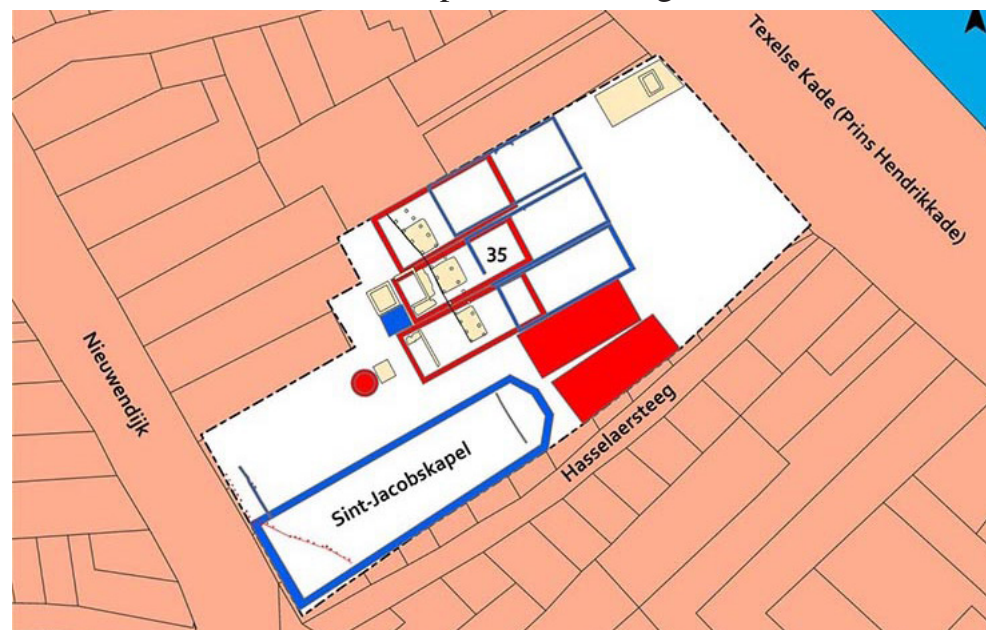 Texelse Kade (Prins Hendrikkade)
35
Nieuwendijk
Hasselaersteeg
Sint-Jacobskapel